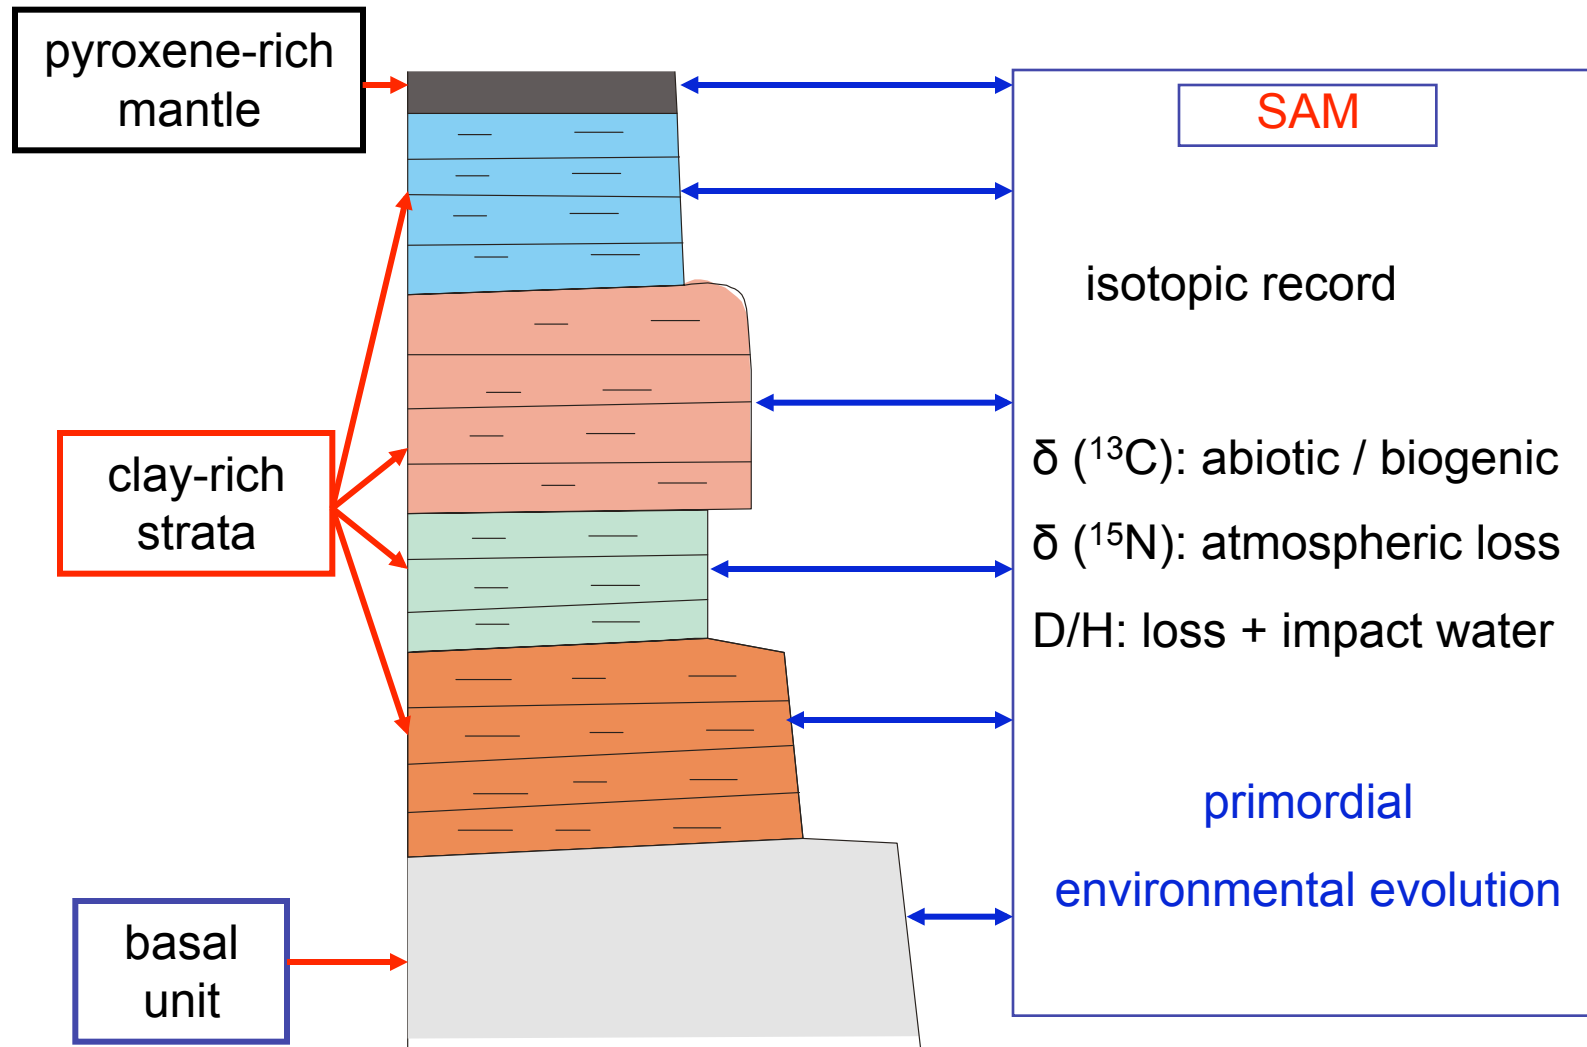 pyroxene-rich
mantle
clay-rich
strata
basal
unit
SAM
isotopic record
δ (¹³C): abiotic / biogenic
δ (¹⁵N): atmospheric loss
D/H: loss + impact water
primordial
environmental evolution